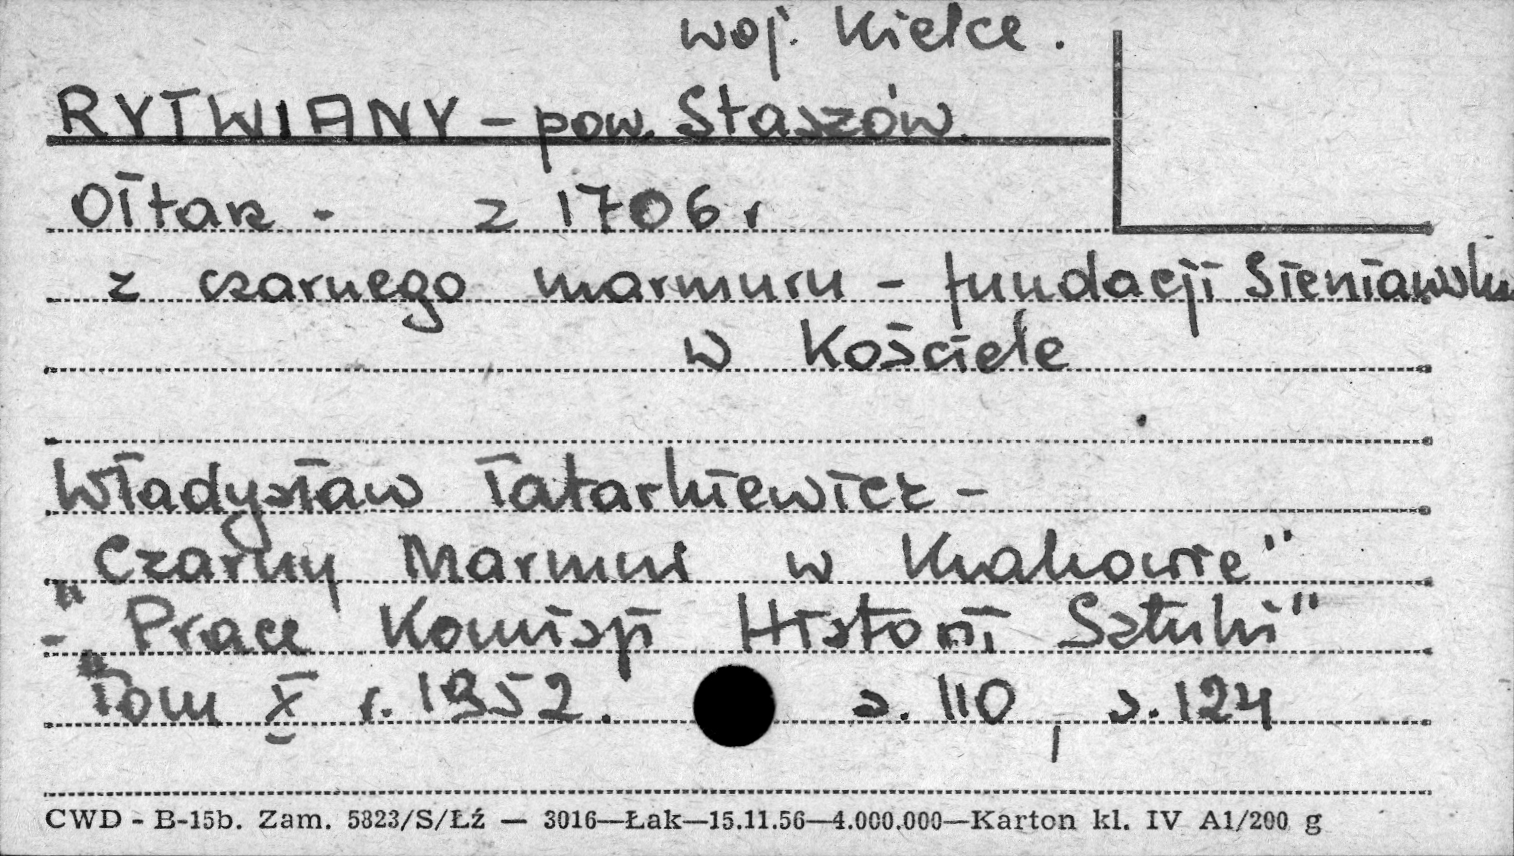 woj. Kielce.
RYTWIANY – pow. Staszów
Ołtarz - z 1706 r
z czarnego marmuru – fundacji Sieniawsk
w Kościele
Władysław Tatarkiewicz –
„Czarny Marmur w Krakowie"
- „Prace Komisji Historii Sztuki"
Tom X r. 1952. s. 110, s. 124
CWD - B-15b. Zam. 5823/S/Łź — 3016—Łak—15.11.56—4.000.000—Karton kl. IV A1/200 g